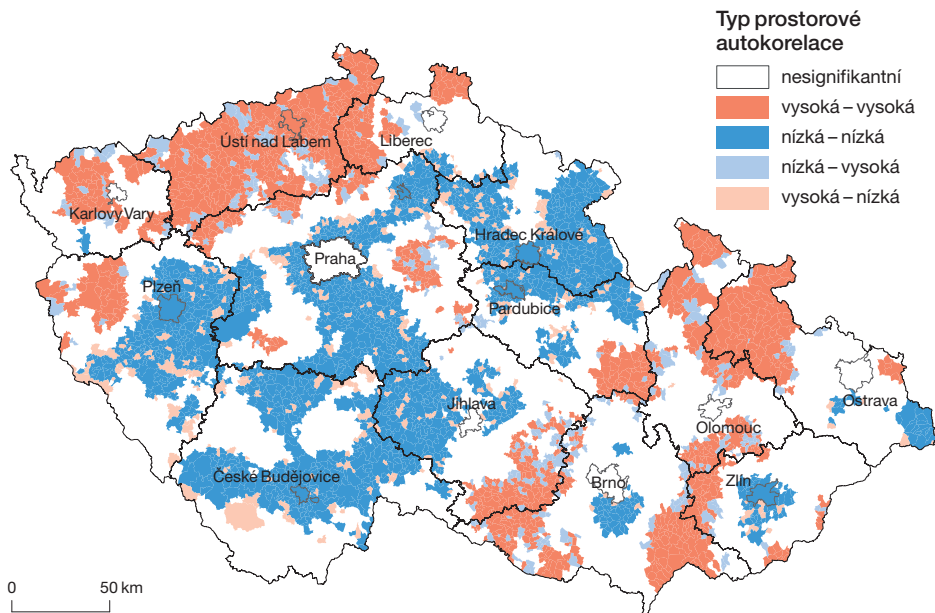 Typ prostorové
autokorelace
nesignifikantní
vysoká – vysoká
nízká – nízká
nízká – vysoká
vysoká – nízká
Ústí nad Labem
Liberec
Karlovy Vary
Hradec Králové
Praha
Plzeň
Pardubice
Jihlava
Olomouc
Ostrava
České Budějovice
Brno
Zlín
0
50 km